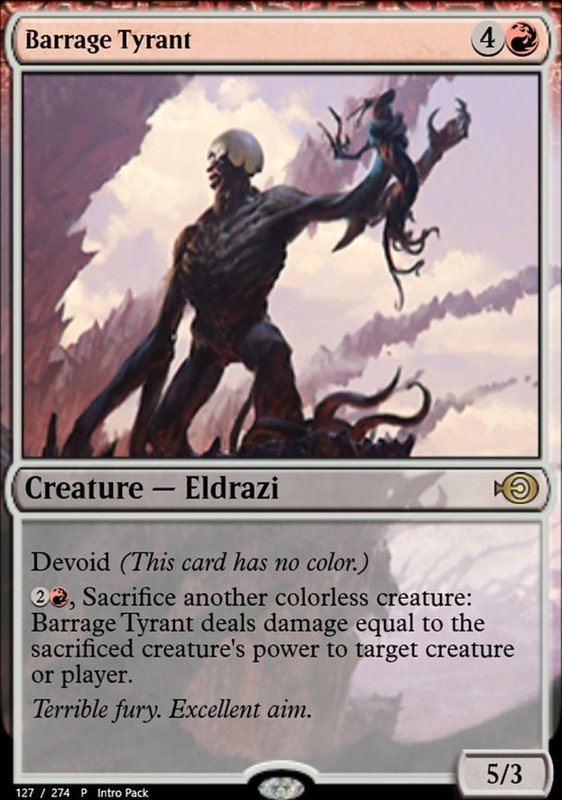 Barrage Tyrant 4
Creature — Eldrazi
Devoid (This card has no color.)
2, Sacrifice another colorless creature:
Barrage Tyrant deals damage equal to the
sacrificed creature's power to target creature
or player.
Terrible fury. Excellent aim.
5/3
127 / 274 P Intro Pack